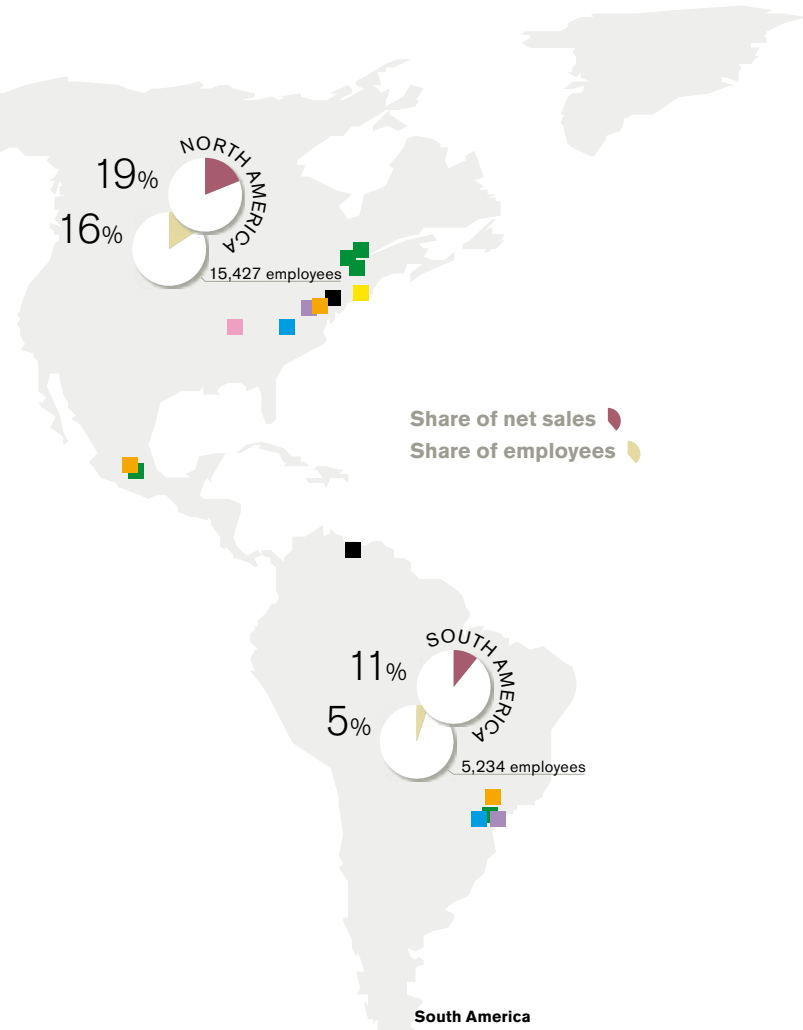 NORTH AMERICA
19%
16%
15,427 employees
Share of net sales
Share of employees
SOUTH AMERICA
11%
5%
5,234 employees
South America